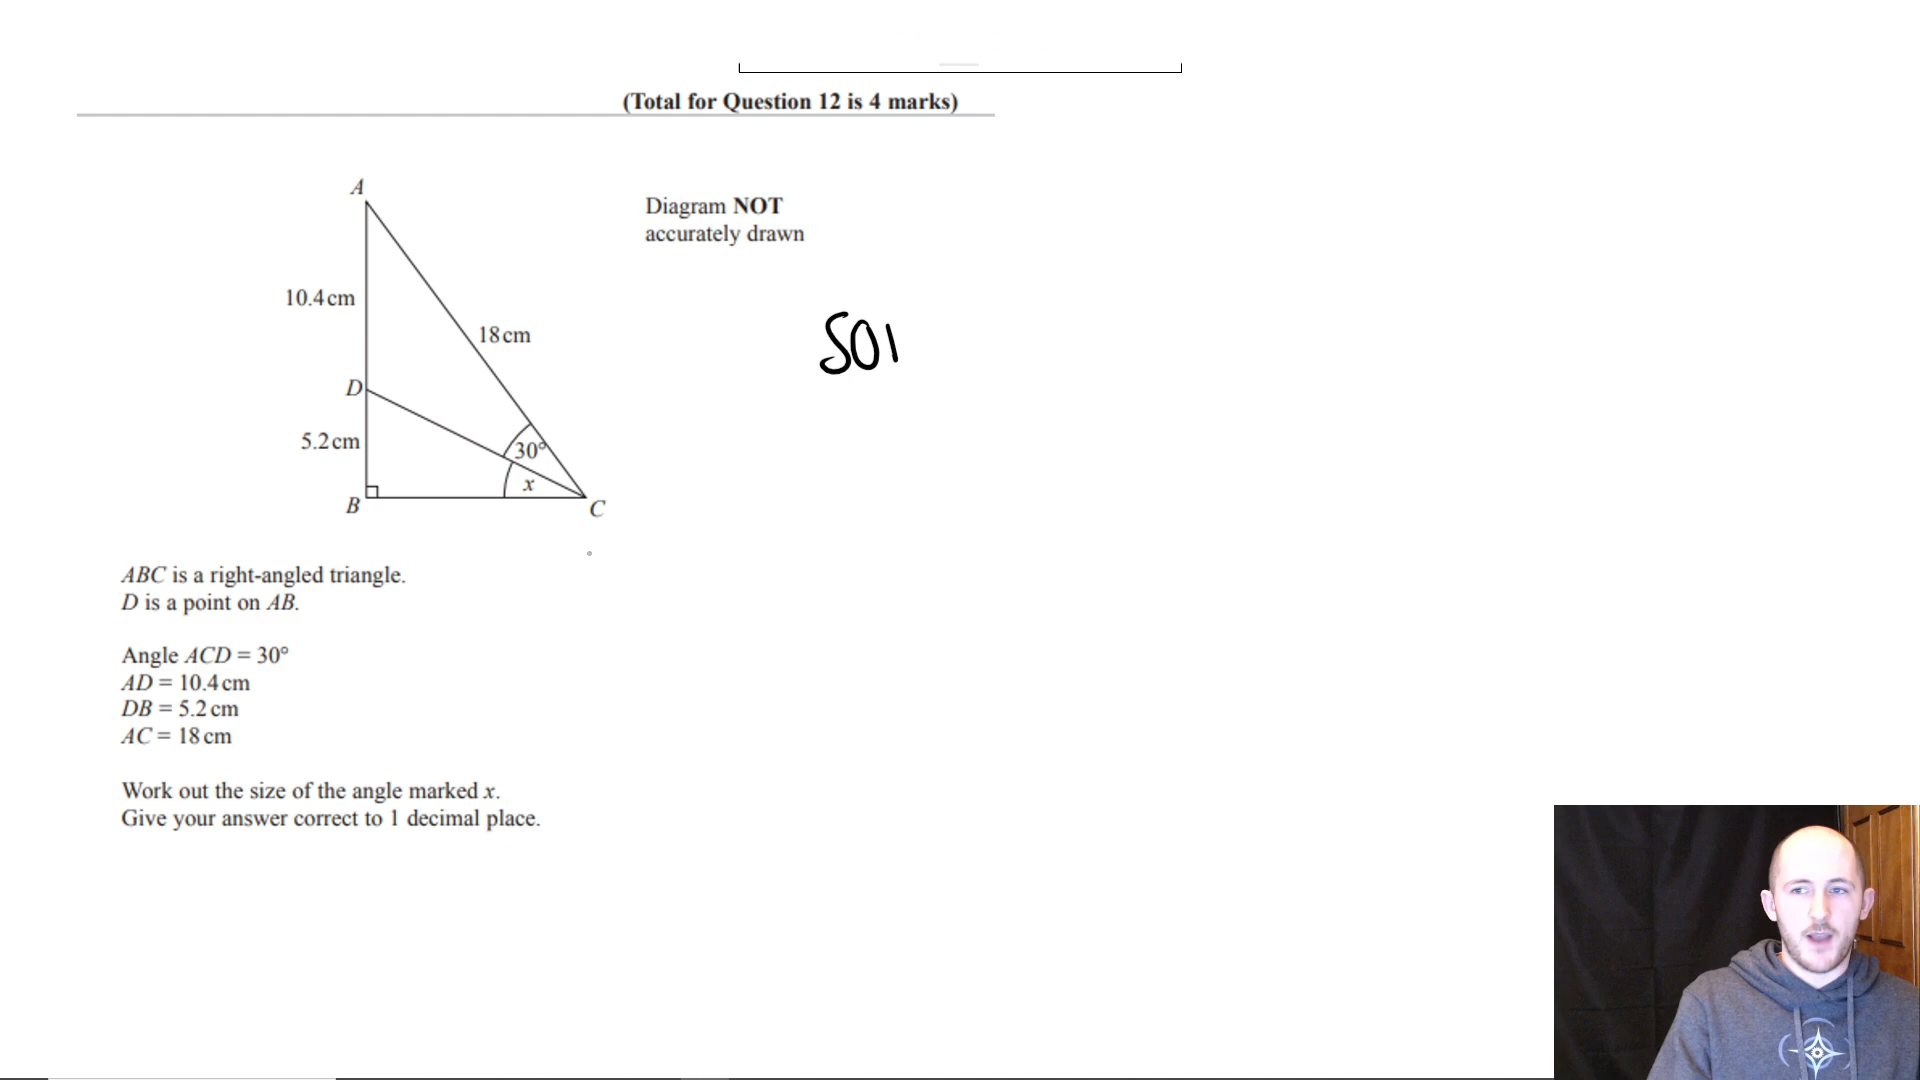 (Total for Question 12 is 4 marks)
A
Diagram NOT
accurately drawn
10.4 cm
18 cm
SOI
D
5.2 cm
30°
x
B
C
ABC is a right-angled triangle.
D is a point on AB.
Angle ACD = 30°
AD = 10.4 cm
DB = 5.2 cm
AC = 18 cm
Work out the size of the angle marked x.
Give your answer correct to 1 decimal place.